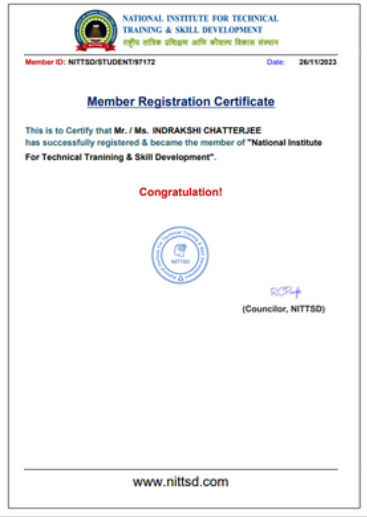 NATIONAL INSTITUTE FOR TECHNICAL
TRAINING & SKILL DEVELOPMENT
राष्ट्रीय तांत्रिक प्रशिक्षण आणि कौशल्य विकास संस्थान
Member ID: NITTSD/STUDENT/97172 Date: 26/11/2023
Member Registration Certificate
This is to Certify that Mr. / Ms. INDRAKSHI CHATTERJEE
has successfully registered & became the member of "National Institute
For Technical Tranining & Skill Development".
Congratulation!
NITTSD
(Councilor, NITTSD)
www.nittsd.com